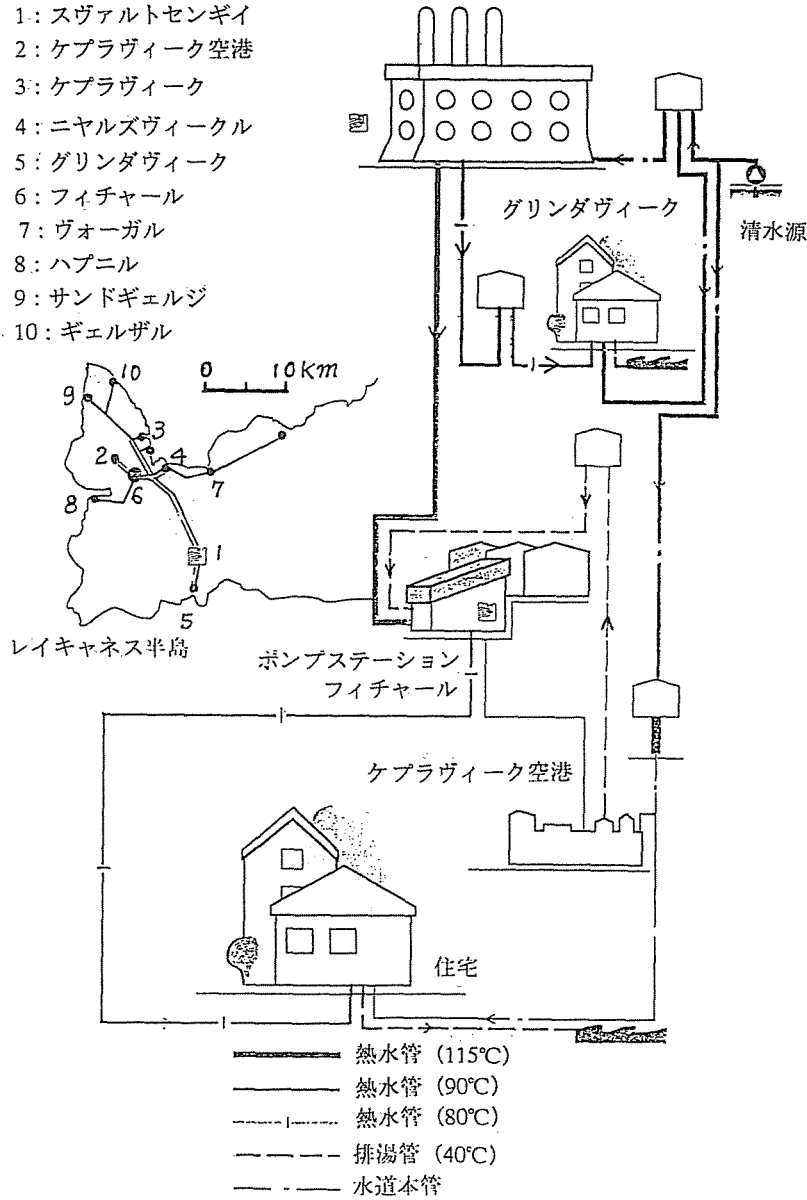 1：スヴァルトセンギイ
2：ケプラヴィーク空港
3：ケプラヴィーク
4：ニヤルズヴィークル
5：グリンダヴィーク
6：フィチャール
7：ヴォーガル
8：ハプニル
9：サンドギェルジ
10：ギェルザル
グリンダヴィーク
清水源
0 10km
10
9
3
2
4
6
7
8
1
5
レイキャネス半島
ポンプステーション
フィチャール
ケプラヴィーク空港
住宅
熱水管（115℃）
熱水管（90℃）
熱水管（80℃）
排湯管（40℃）
水道本管